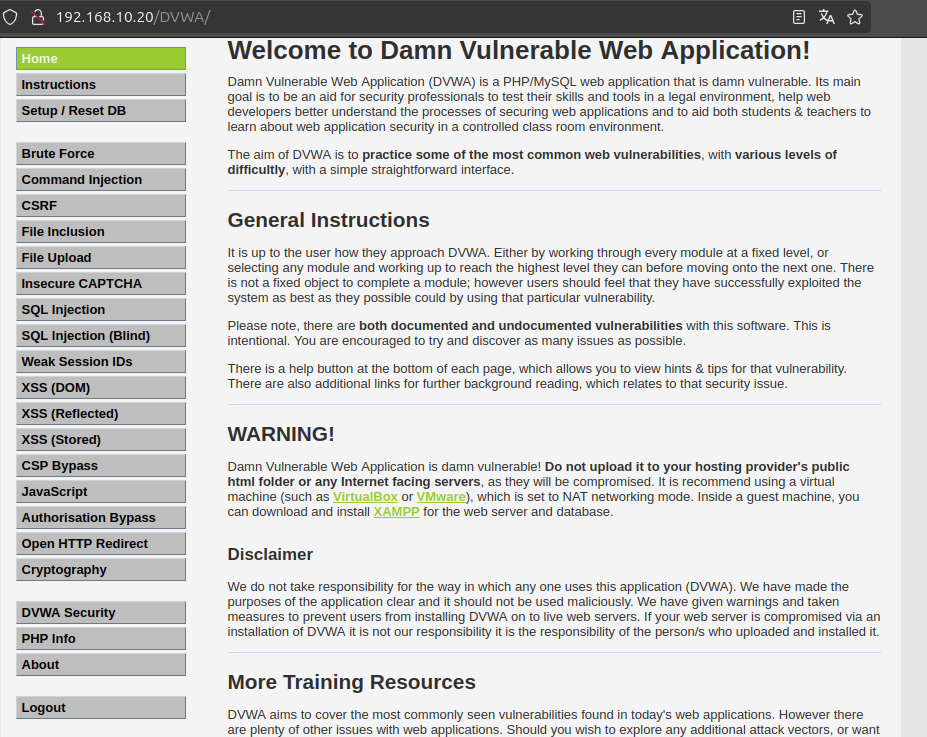 192.168.10.20/DVWA/
Home
Instructions
Setup / Reset DB
Brute Force
Command Injection
CSRF
File Inclusion
File Upload
Insecure CAPTCHA
SQL Injection
SQL Injection (Blind)
Weak Session IDs
XSS (DOM)
XSS (Reflected)
XSS (Stored)
CSP Bypass
JavaScript
Authorisation Bypass
Open HTTP Redirect
Cryptography
DVWA Security
PHP Info
About
Logout
Welcome to Damn Vulnerable Web Application!
Damn Vulnerable Web Application (DVWA) is a PHP/MySQL web application that is damn vulnerable. Its main
goal is to be an aid for security professionals to test their skills and tools in a legal environment, help web
developers better understand the processes of securing web applications and to aid both students & teachers to
learn about web application security in a controlled class room environment.
The aim of DVWA is to practice some of the most common web vulnerabilities, with various levels of
difficultly, with a simple straightforward interface.
General Instructions
It is up to the user how they approach DVWA. Either by working through every module at a fixed level, or
selecting any module and working up to reach the highest level they can before moving onto the next one. There
is not a fixed object to complete a module; however users should feel that they have successfully exploited the
system as best as they possible could by using that particular vulnerability.
Please note, there are both documented and undocumented vulnerabilities with this software. This is
intentional. You are encouraged to try and discover as many issues as possible.
There is a help button at the bottom of each page, which allows you to view hints & tips for that vulnerability.
There are also additional links for further background reading, which relates to that security issue.
WARNING!
Damn Vulnerable Web Application is damn vulnerable! Do not upload it to your hosting provider's public
html folder or any Internet facing servers, as they will be compromised. It is recommend using a virtual
machine (such as VirtualBox or VMware), which is set to NAT networking mode. Inside a guest machine, you
can download and install XAMPP for the web server and database.
Disclaimer
We do not take responsibility for the way in which any one uses this application (DVWA). We have made the
purposes of the application clear and it should not be used maliciously. We have given warnings and taken
measures to prevent users from installing DVWA on to live web servers. If your web server is compromised via an
installation of DVWA it is not our responsibility it is the responsibility of the person/s who uploaded and installed it.
More Training Resources
DVWA aims to cover the most commonly seen vulnerabilities found in today's web applications. However there
are plenty of other issues with web applications. Should you wish to explore any additional attack vectors, or want